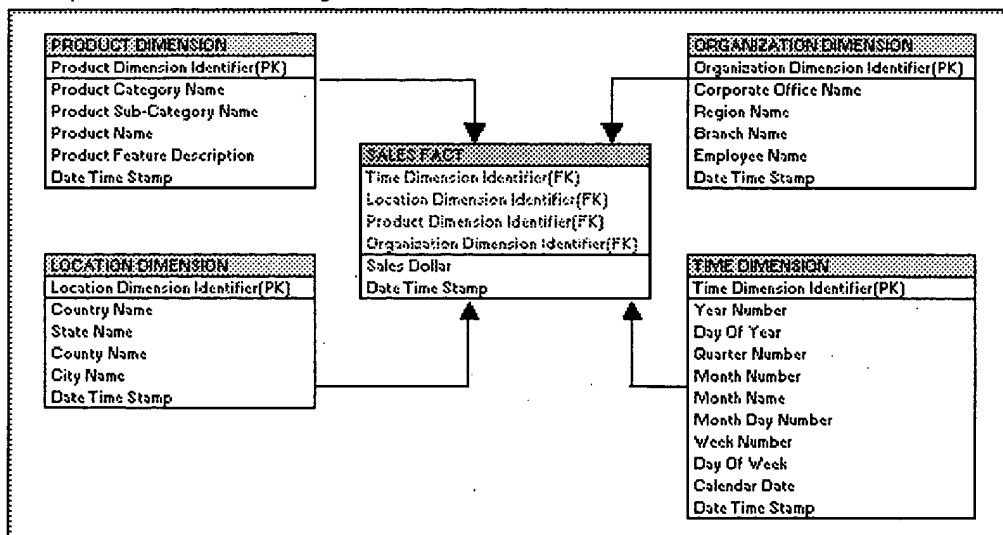 PRODUCT DIMENSION
Product Dimension Identifier(PK)
Product Category Name
Product Sub-Category Name
Product Name
Product Feature Description
Date Time Stamp
ORGANIZATION DIMENSION
Organization Dimension Identifier(PK)
Corporate Office Name
Region Name
Branch Name
Employee Name
Date Time Stamp
SALES FACT
Time Dimension Identifier(FK)
Location Dimension Identifier(FK)
Product Dimension Identifier(FK)
Organization Dimension Identifier(FK)
Sales Dollar
Date Time Stamp
LOCATION DIMENSION
Location Dimension Identifier(PK)
Country Name
State Name
County Name
City Name
Date Time Stamp
TIME DIMENSION
Time Dimension Identifier(PK)
Year Number
Day Of Year
Quarter Number
Month Number
Month Name
Month Day Number
Week Number
Day Of Week
Calendar Date
Date Time Stamp